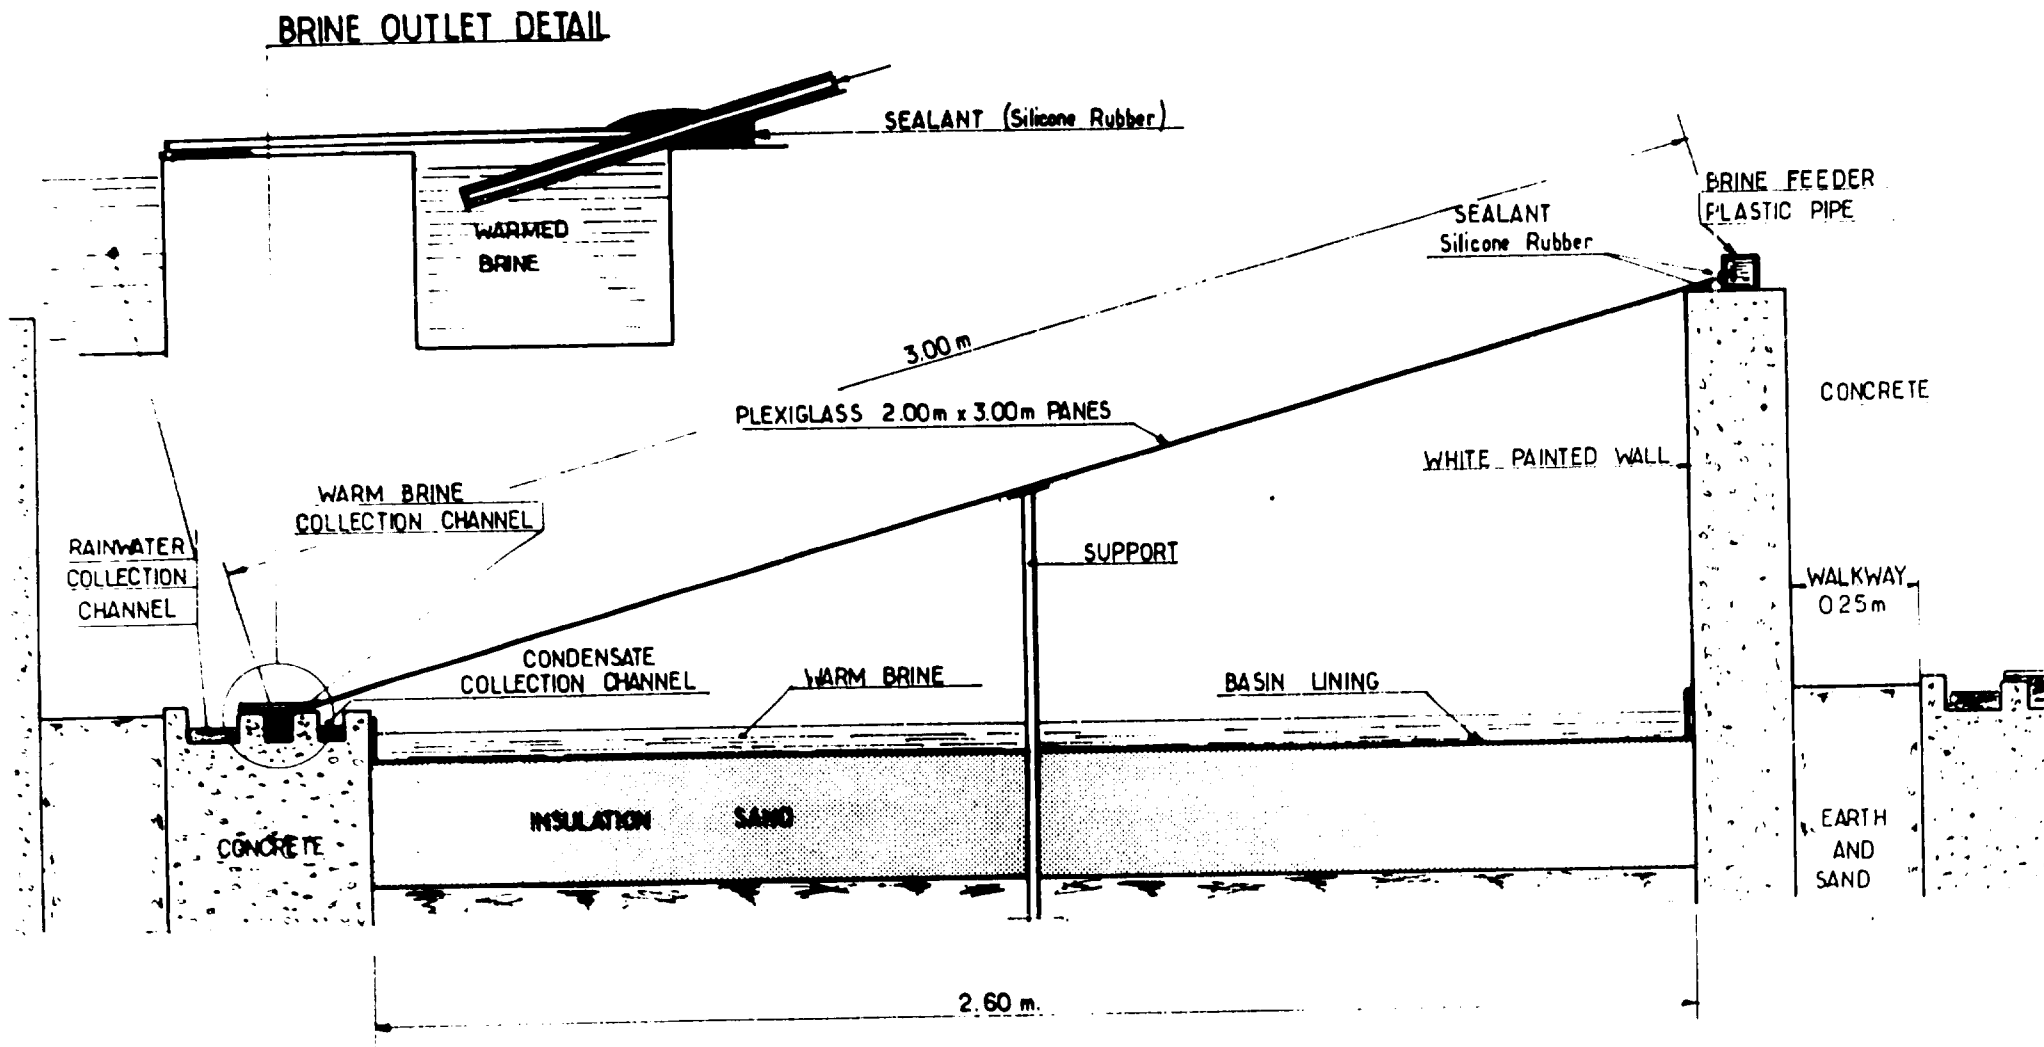 BRINE OUTLET DETAIL
SEALANT (Silicone Rubber)
WARMED
BRINE
BRINE FEEDER
PLASTIC PIPE
SEALANT
Silicone Rubber
3.00 m
PLEXIGLASS 2.00m x 3.00m PANES
CONCRETE
WHITE PAINTED WALL
WARM BRINE
COLLECTION CHANNEL
RAINWATER
COLLECTION
CHANNEL
SUPPORT
WALKWAY
0.25m
CONDENSATE
COLLECTION CHANNEL
WARM BRINE
BASIN LINING
INSULATION SAND
CONCRETE
EARTH
AND
SAND
2.60 m.